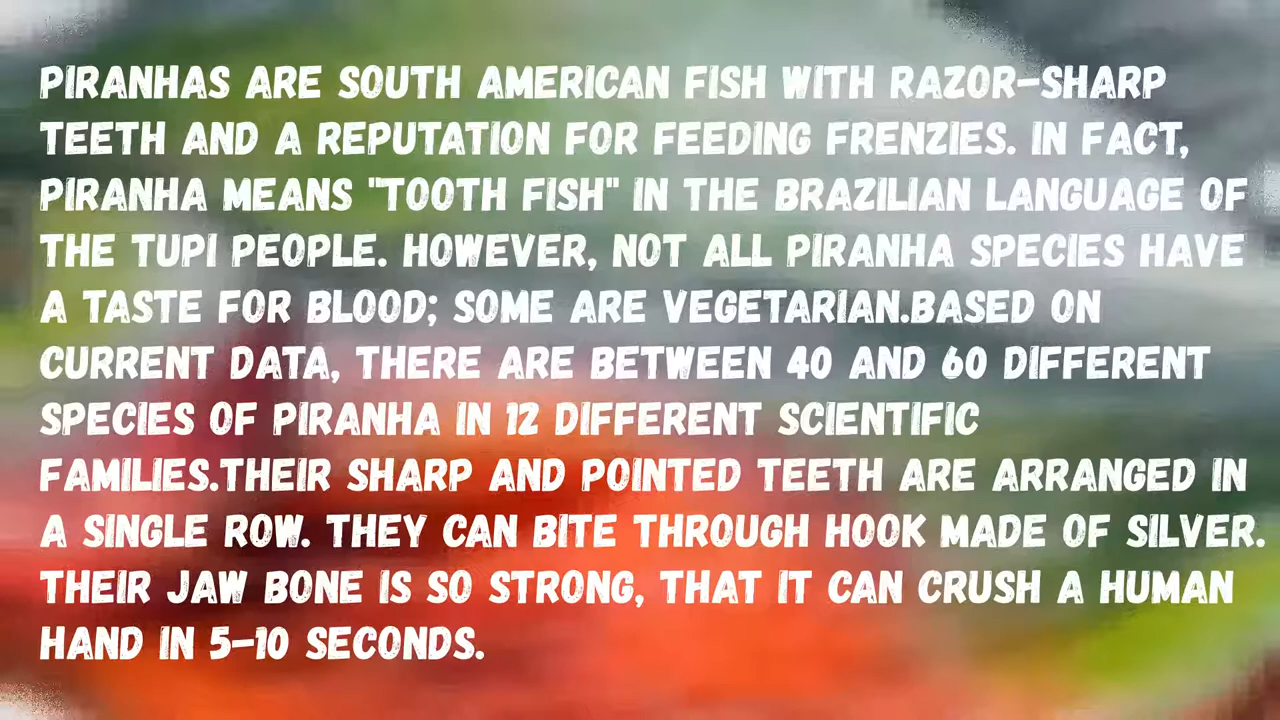 PIRANHAS ARE SOUTH AMERICAN FISH WITH RAZOR-SHARP
TEETH AND A REPUTATION FOR FEEDING FRENZIES. IN FACT,
PIRANHA MEANS "TOOTH FISH" IN THE BRAZILIAN LANGUAGE OF
THE TUPI PEOPLE. HOWEVER, NOT ALL PIRANHA SPECIES HAVE
A TASTE FOR BLOOD; SOME ARE VEGETARIAN.BASED ON
CURRENT DATA, THERE ARE BETWEEN 40 AND 60 DIFFERENT
SPECIES OF PIRANHA IN 12 DIFFERENT SCIENTIFIC
FAMILIES.THEIR SHARP AND POINTED TEETH ARE ARRANGED IN
A SINGLE ROW. THEY CAN BITE THROUGH HOOK MADE OF SILVER.
THEIR JAW BONE IS SO STRONG, THAT IT CAN CRUSH A HUMAN
HAND IN 5-10 SECONDS.